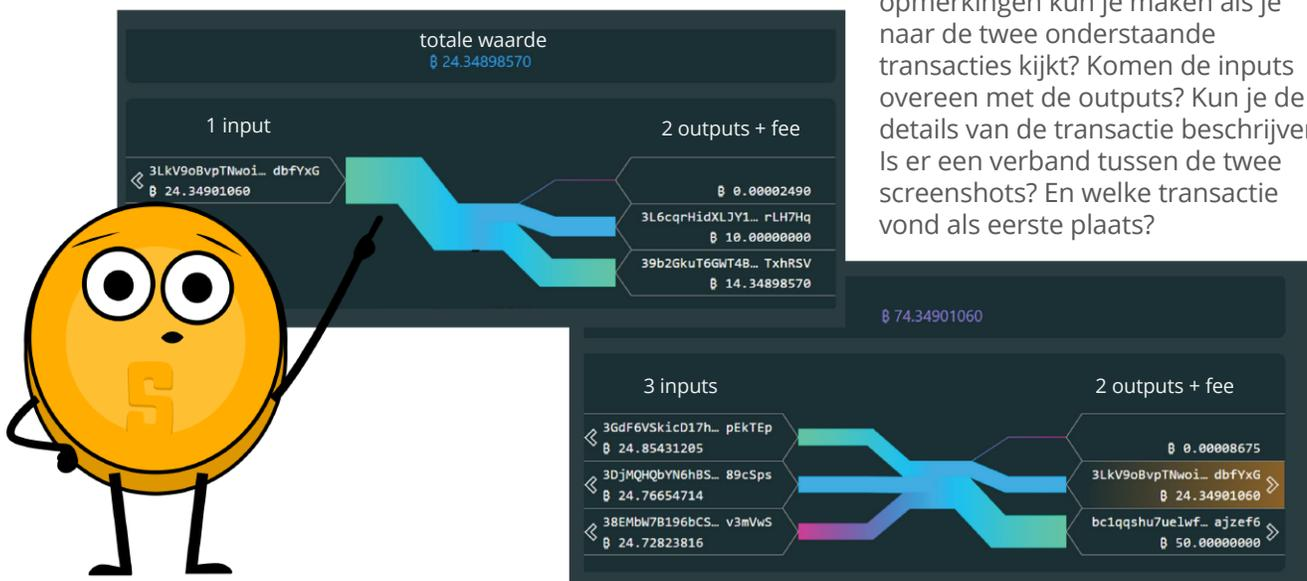 opmerkingen kun je maken als je
naar de twee onderstaande
transacties kijkt? Komen de inputs
overeen met de outputs? Kun je de
details van de transactie beschrijven
Is er een verband tussen de twee
screenshots? En welke transactie
vond als eerste plaats?
totale waarde
₿ 24.34898570
1 input
2 outputs + fee
3LkV9oBvpTNwoi… dbfYxG
₿ 24.34901060
₿ 0.00002490
3L6cqrHidXLJY1… rLH7Hq
₿ 10.00000000
39b2GkuT6GWT4B… TxhRSV
₿ 14.34898570
₿ 74.34901060
3 inputs
2 outputs + fee
3GdF6VSkicD17h… pEkTEp
₿ 24.85431205
3DjMQHQbYN6hBS… 89cSps
₿ 24.76654714
38EMbW7B196bCS… v3mVwS
₿ 24.72823816
₿ 0.00008675
3LkV9oBvpTNwoi… dbfYxG
₿ 24.34901060
bc1qqshu7uelwf… ajzef6
₿ 50.00000000